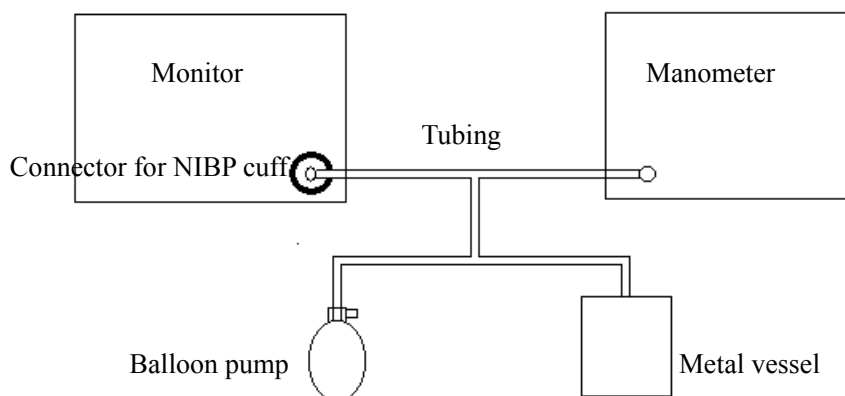 Monitor
Manometer
Tubing
Connector for NIBP cuff
Balloon pump
Metal vessel